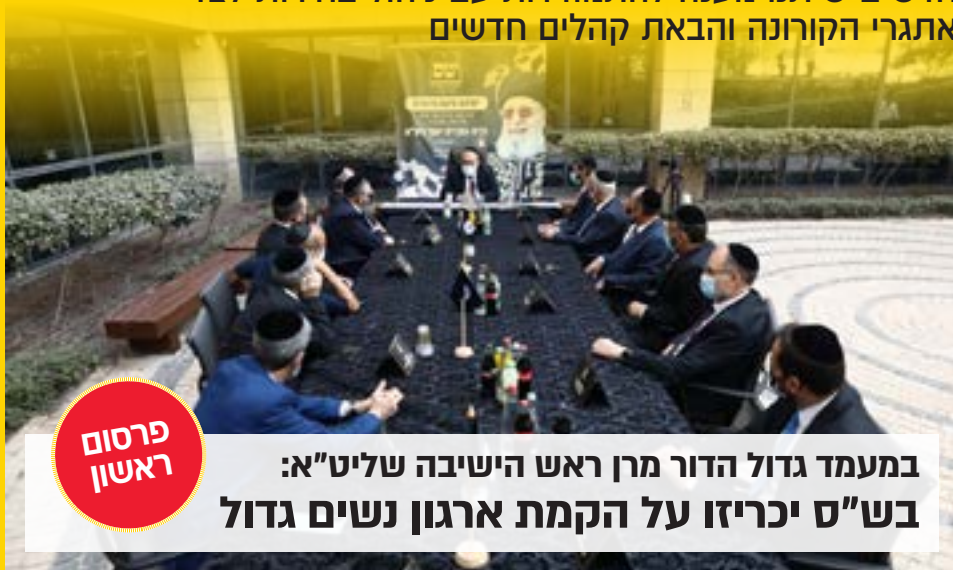 אתגרי הקורונה והבאת קהלים חדשים
פרסום
ראשון
במעמד גדול הדור מרן ראש הישיבה שליט"א:
בש"ס יכריזו על הקמת ארגון נשים גדול